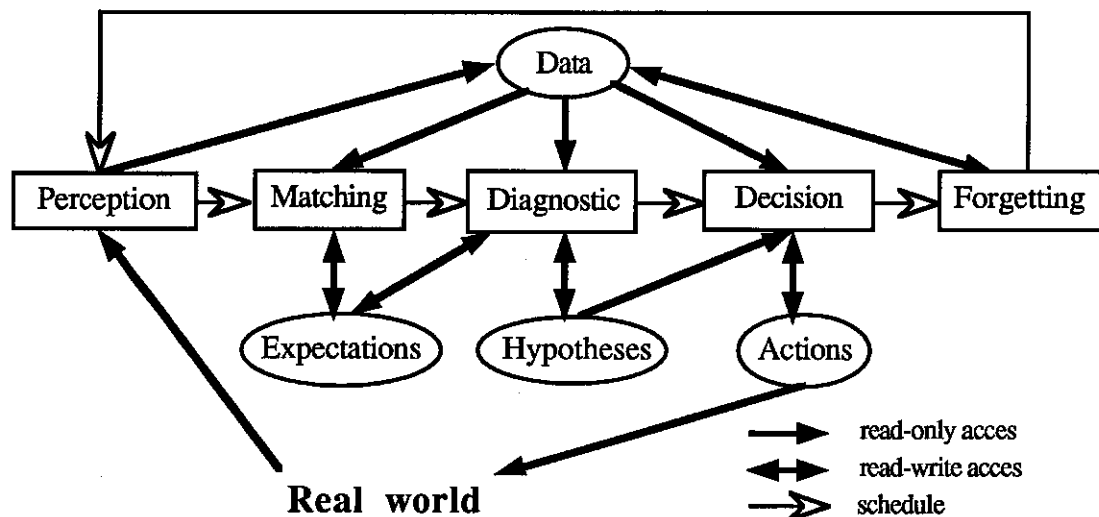 Data
Perception
Matching
Diagnostic
Decision
Forgetting
Expectations
Hypotheses
Actions
read-only acces
read-write acces
schedule
Real world